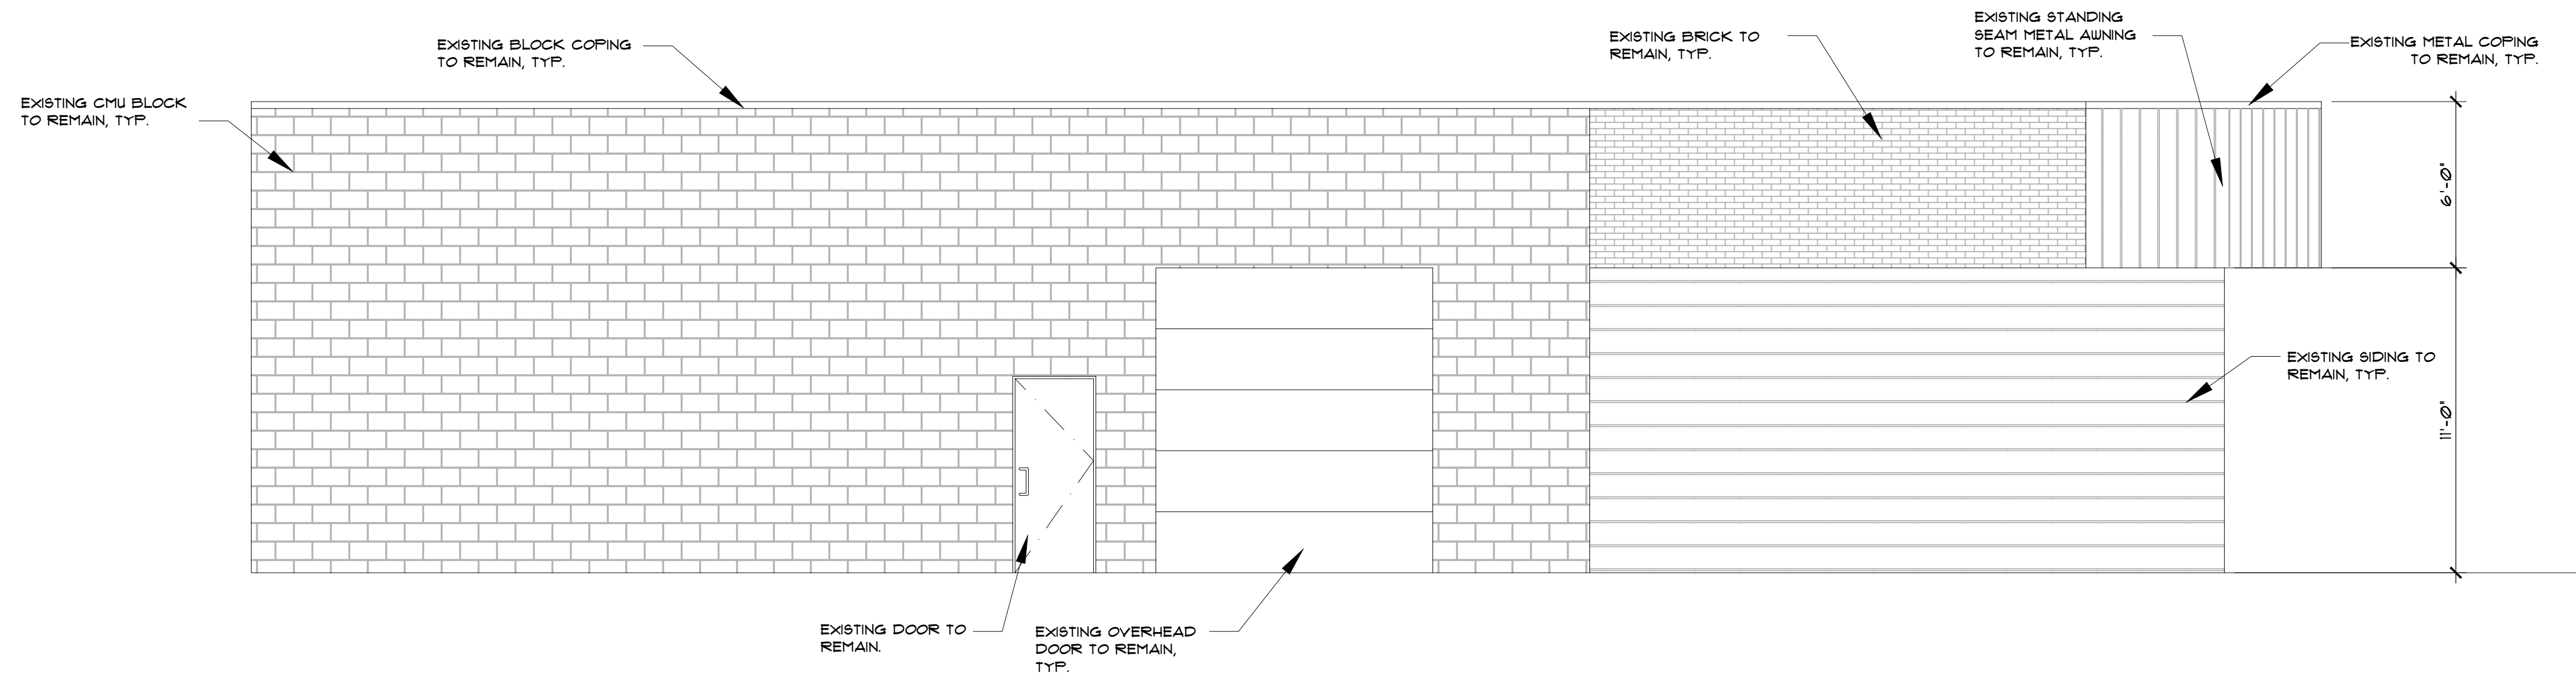 EXISTING BLOCK COPING
TO REMAIN, TYP.
EXISTING CMU BLOCK
TO REMAIN, TYP.
EXISTING BRICK TO
REMAIN, TYP.
EXISTING STANDING
SEAM METAL AWNING
TO REMAIN, TYP.
EXISTING METAL COPING
TO REMAIN, TYP.
6'-0"
11'-0"
EXISTING SIDING TO
REMAIN, TYP.
EXISTING DOOR TO
REMAIN.
EXISTING OVERHEAD
DOOR TO REMAIN,
TYP.